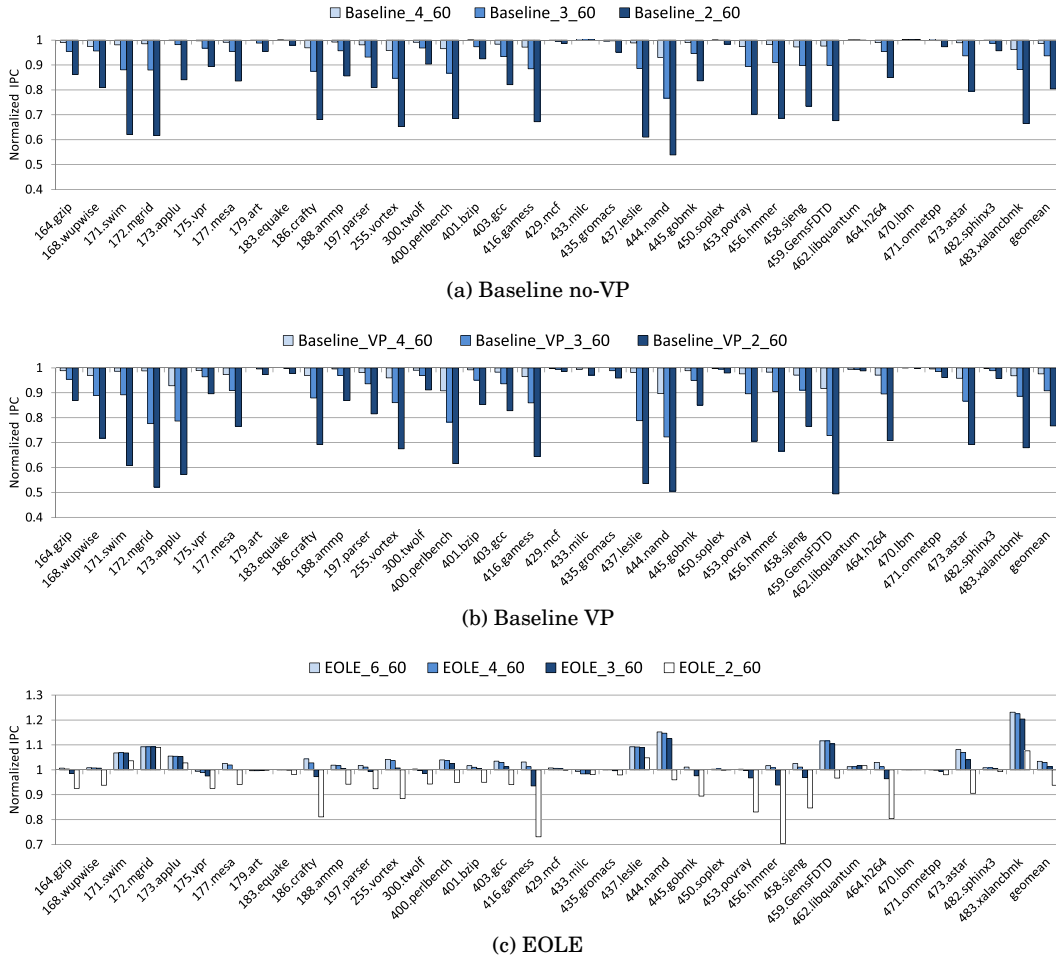 Baseline_4_60 Baseline_3_60 Baseline_2_60
Normalized IPC
1
0.9
0.8
0.7
0.6
0.5
0.4
164.gzip
168.wupwise
171.swim
172.mgrid
173.applu
175.vpr
177.mesa
179.art
183.equake
186.crafty
188.ammp
197.parser
255.vortex
300.twolf
400.perlbench
401.bzip
403.gcc
416.gamess
429.mcf
433.milc
435.gromacs
437.leslie
444.namd
445.gobmk
450.soplex
453.povray
456.hmmer
458.sjeng
459.GemsFDTD
462.libquantum
464.h264
470.lbm
471.omnetpp
473.astar
482.sphinx3
483.xalancbmk
geomean
(a) Baseline no-VP
Baseline_VP_4_60 Baseline_VP_3_60 Baseline_VP_2_60
Normalized IPC
1
0.9
0.8
0.7
0.6
0.5
0.4
164.gzip
168.wupwise
171.swim
172.mgrid
173.applu
175.vpr
177.mesa
179.art
183.equake
186.crafty
188.ammp
197.parser
255.vortex
300.twolf
400.perlbench
401.bzip
403.gcc
416.gamess
429.mcf
433.milc
435.gromacs
437.leslie
444.namd
445.gobmk
450.soplex
453.povray
456.hmmer
458.sjeng
459.GemsFDTD
462.libquantum
464.h264
470.lbm
471.omnetpp
473.astar
482.sphinx3
483.xalancbmk
geomean
(b) Baseline VP
EOLE_6_60 EOLE_4_60 EOLE_3_60 EOLE_2_60
Normalized IPC
1.3
1.2
1.1
1
0.9
0.8
0.7
164.gzip
168.wupwise
171.swim
172.mgrid
173.applu
175.vpr
177.mesa
179.art
183.equake
186.crafty
188.ammp
197.parser
255.vortex
300.twolf
400.perlbench
401.bzip
403.gcc
416.gamess
429.mcf
433.milc
435.gromacs
437.leslie
444.namd
445.gobmk
450.soplex
453.povray
456.hmmer
458.sjeng
459.GemsFDTD
462.libquantum
464.h264
470.lbm
471.omnetpp
473.astar
482.sphinx3
483.xalancbmk
geomean
(c) EOLE